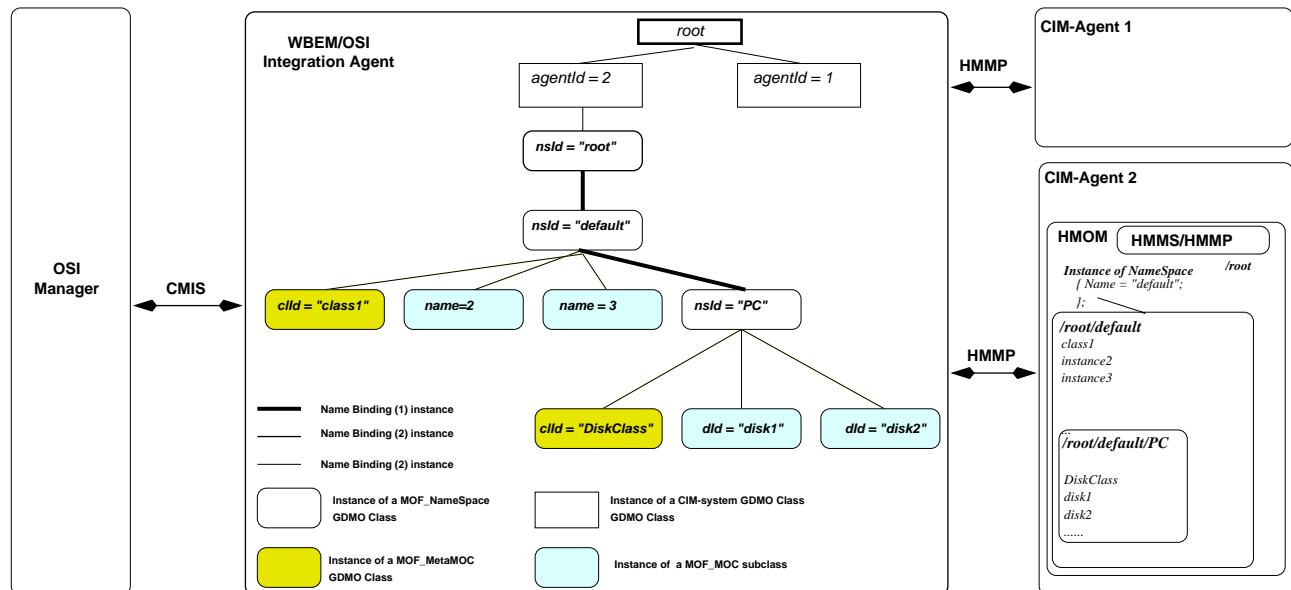 OSI
Manager
CMIS
WBEM/OSI
Integration Agent
root
agentId = 2
agentId = 1
nsId = "root"
nsId = "default"
clId = "class1"
name=2
name = 3
nsId = "PC"
clId = "DiskClass"
dId = "disk1"
dId = "disk2"
Name Binding (1) instance
Name Binding (2) instance
Name Binding (2) instance
Instance of a MOF_NameSpace
GDMO Class
Instance of a CIM-system GDMO Class
GDMO Class
Instance of a MOF_MetaMOC
GDMO Class
Instance of a MOF_MOC subclass
HMMP
HMMP
CIM-Agent 1
CIM-Agent 2
HMOM
HMMS/HMMP
/root
Instance of NameSpace
{ Name = "default";
};
/root/default
class1
instance2
instance3
...
/root/default/PC
DiskClass
disk1
disk2
......